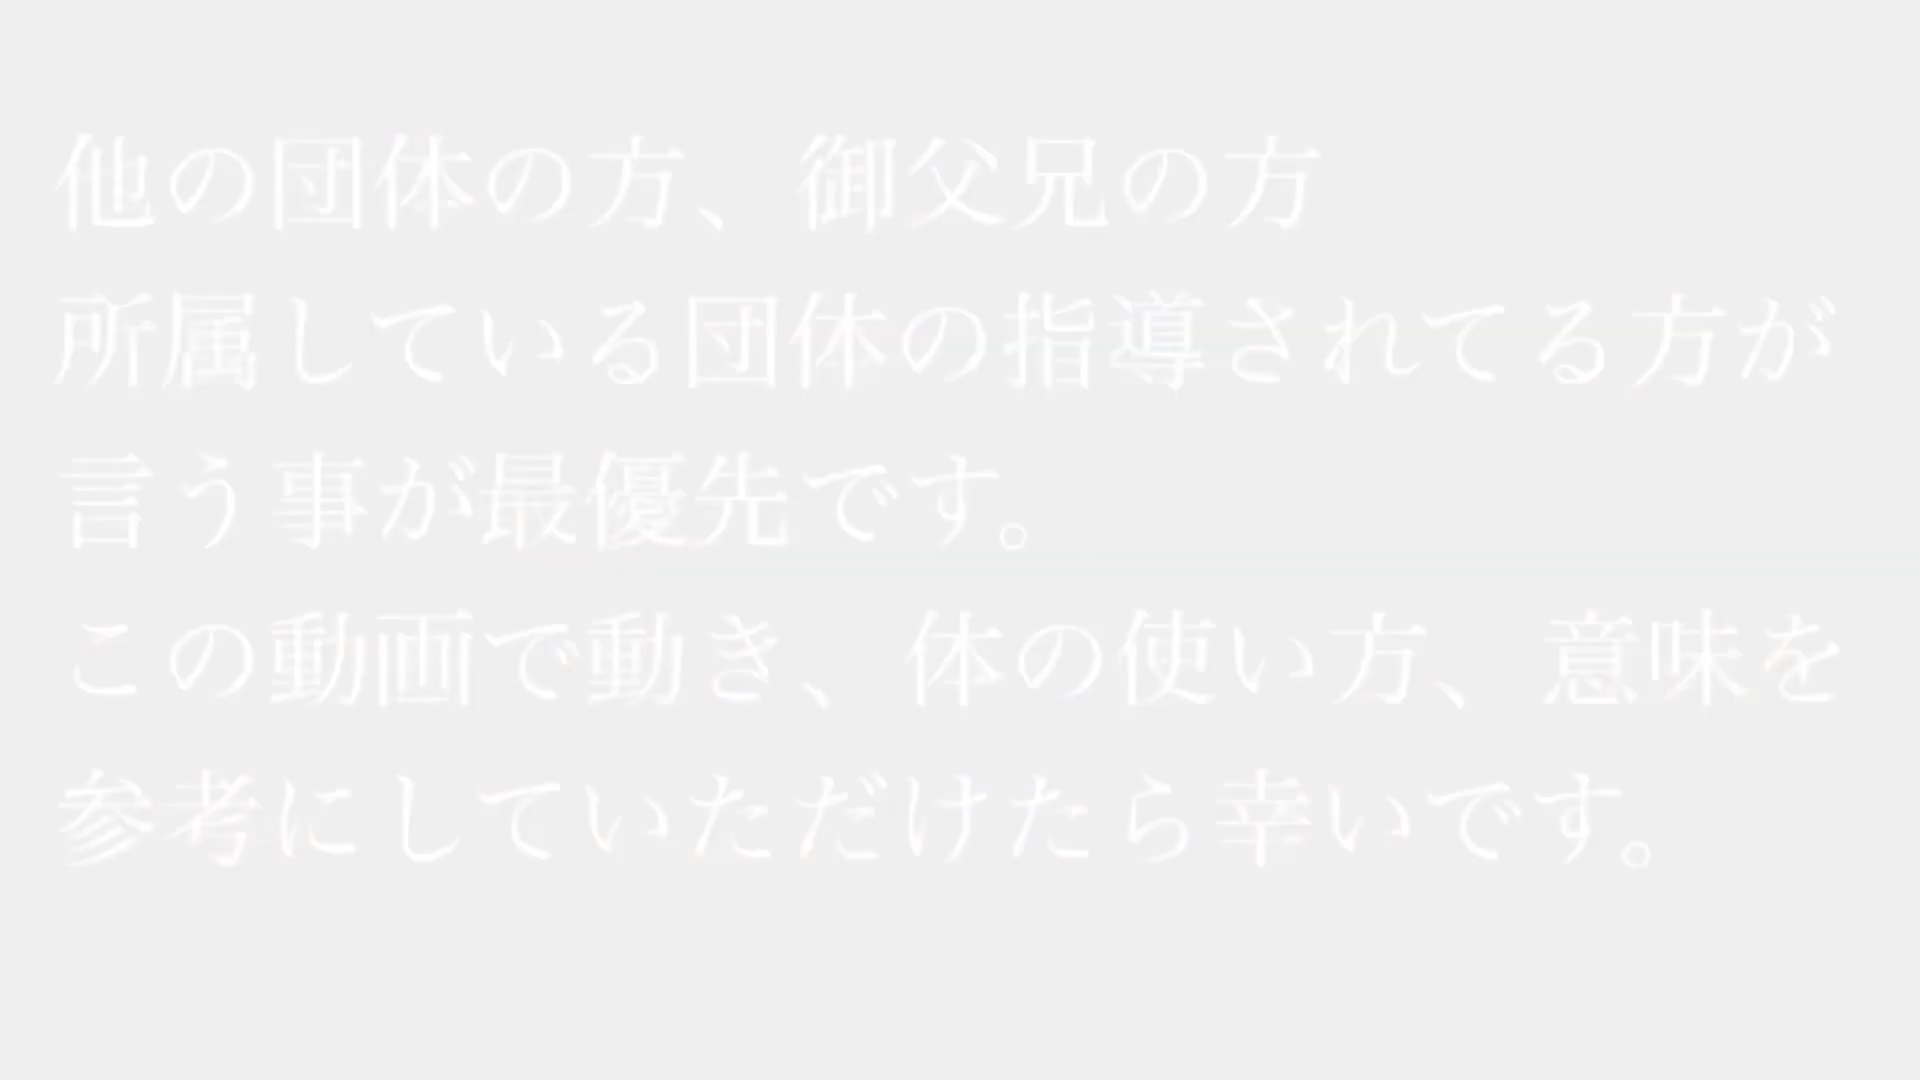 他の団体の方、御父兄の方
所属している団体の指導されてる方が
言う事が最優先です。
この動画で動き、体の使い方、意味を
参考にしていただけたら幸いです。